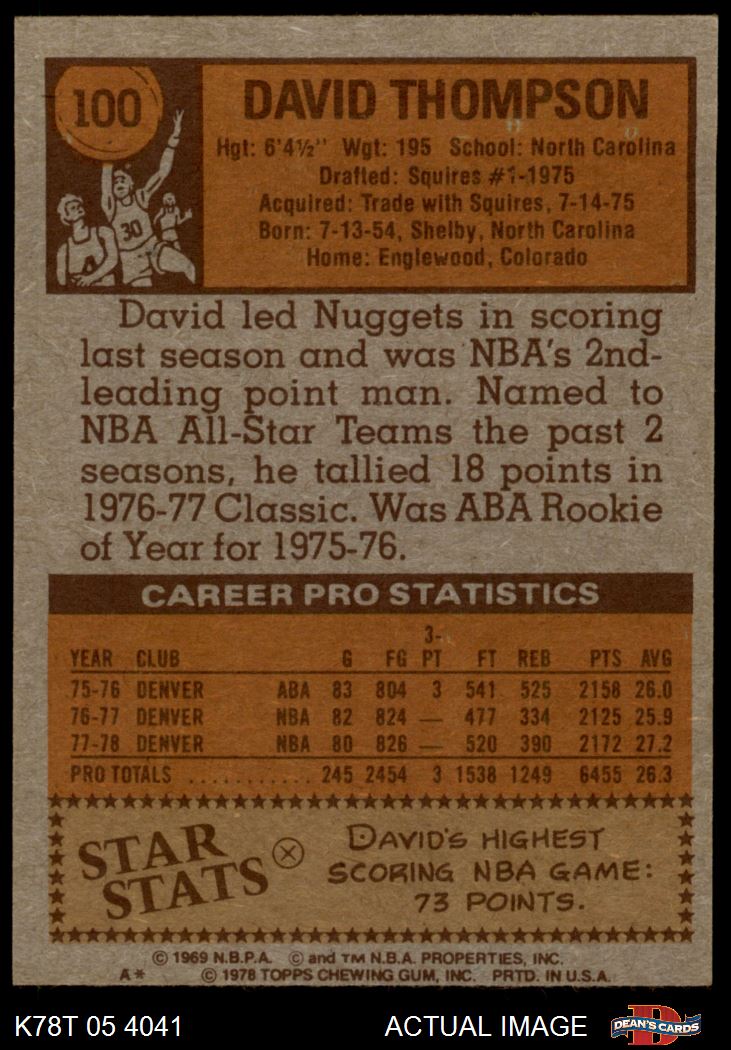 100
DAVID THOMPSON
Hgt: 6'4½" Wgt: 195 School: North Carolina
Drafted: Squires #1-1975
Acquired: Trade with Squires, 7-14-75
Born: 7-13-54, Shelby, North Carolina
Home: Englewood, Colorado
30
David led Nuggets in scoring
last season and was NBA's 2nd-
leading point man. Named to
NBA All-Star Teams the past 2
seasons, he tallied 18 points in
1976-77 Classic. Was ABA Rookie
of Year for 1975-76.
CAREER PRO STATISTICS
YEAR CLUB G FG 3-PT FT REB PTS AVG
75-76 DENVER ABA 83 804 3 541 525 2158 26.0
76-77 DENVER NBA 82 824 — 477 334 2125 25.9
77-78 DENVER NBA 80 826 — 520 390 2172 27.2
PRO TOTALS ........... 245 2454 3 1538 1249 6455 26.3
STAR
STATS
DAVID'S HIGHEST
SCORING NBA GAME:
73 POINTS.
© 1969 N.B.P.A. © and TM N.B.A. PROPERTIES, INC.
A* © 1978 TOPPS CHEWING GUM, INC. PRTD. IN U.S.A.
K78T 05 4041 ACTUAL IMAGE
D
DEAN'S CARDS